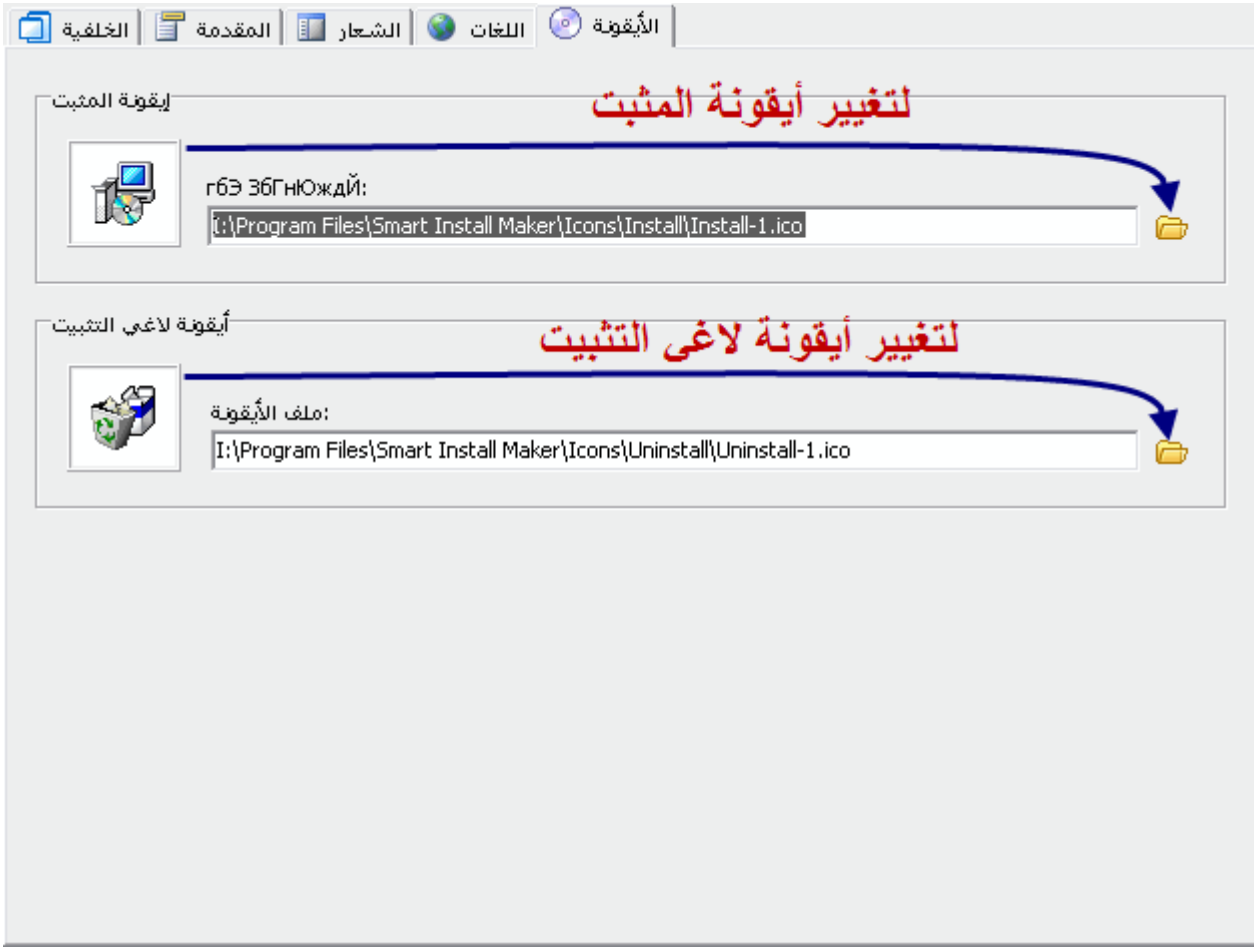 الأيقونة اللغات الشعار المقدمة الخلفية
إيقونة المثبت
لتغيير أيقونة المثبت
гбЭ ЗбГнЮждЙ:
I:\Program Files\Smart Install Maker\Icons\Install\Install-1.ico
أيقونة لاغي التثبيت
لتغيير أيقونة لاغى التثبيت
ملف الأيقونة:
I:\Program Files\Smart Install Maker\Icons\Uninstall\Uninstall-1.ico